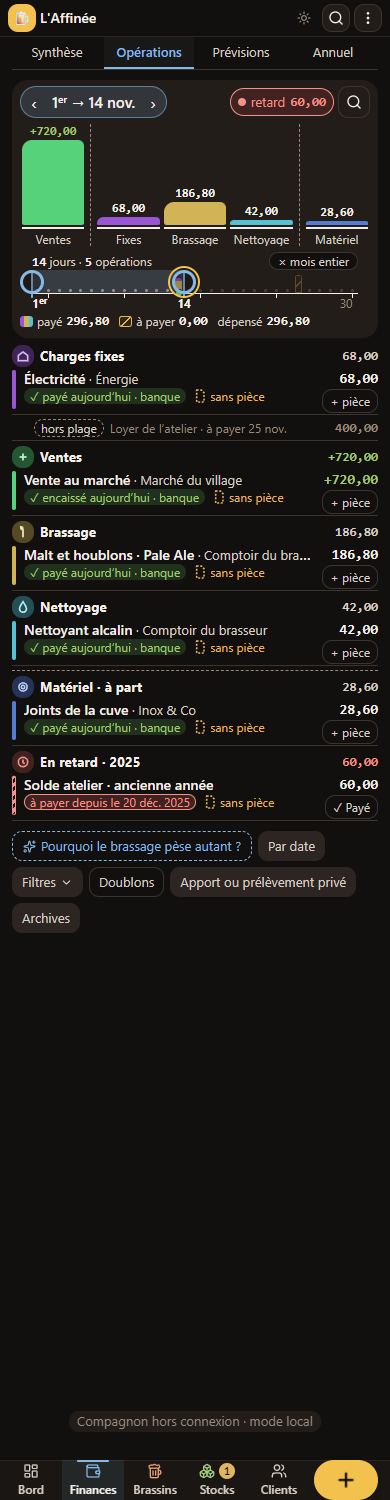 L'Affinée
Synthèse Opérations Prévisions Annuel
‹ 1er → 14 nov. › retard 60,00
+720,00
68,00 186,80 42,00 28,60
Ventes Fixes Brassage Nettoyage Matériel
14 jours · 5 opérations × mois entier
1er 14 30
payé 296,80 à payer 0,00 dépensé 296,80
Charges fixes 68,00
Électricité · Énergie 68,00
✓ payé aujourd'hui · banque sans pièce + pièce
hors plage Loyer de l'atelier · à payer 25 nov. 400,00
Ventes +720,00
Vente au marché · Marché du village +720,00
✓ encaissé aujourd'hui · banque sans pièce + pièce
Brassage 186,80
Malt et houblons · Pale Ale · Comptoir du bra... 186,80
✓ payé aujourd'hui · banque sans pièce + pièce
Nettoyage 42,00
Nettoyant alcalin · Comptoir du brasseur 42,00
✓ payé aujourd'hui · banque sans pièce + pièce
Matériel · à part 28,60
Joints de la cuve · Inox & Co 28,60
✓ payé aujourd'hui · banque sans pièce + pièce
En retard · 2025 60,00
Solde atelier · ancienne année 60,00
à payer depuis le 20 déc. 2025 sans pièce ✓ Payé
Pourquoi le brassage pèse autant ? Par date
Filtres Doublons Apport ou prélèvement privé
Archives
Compagnon hors connexion · mode local
1
Bord Finances Brassins Stocks Clients +